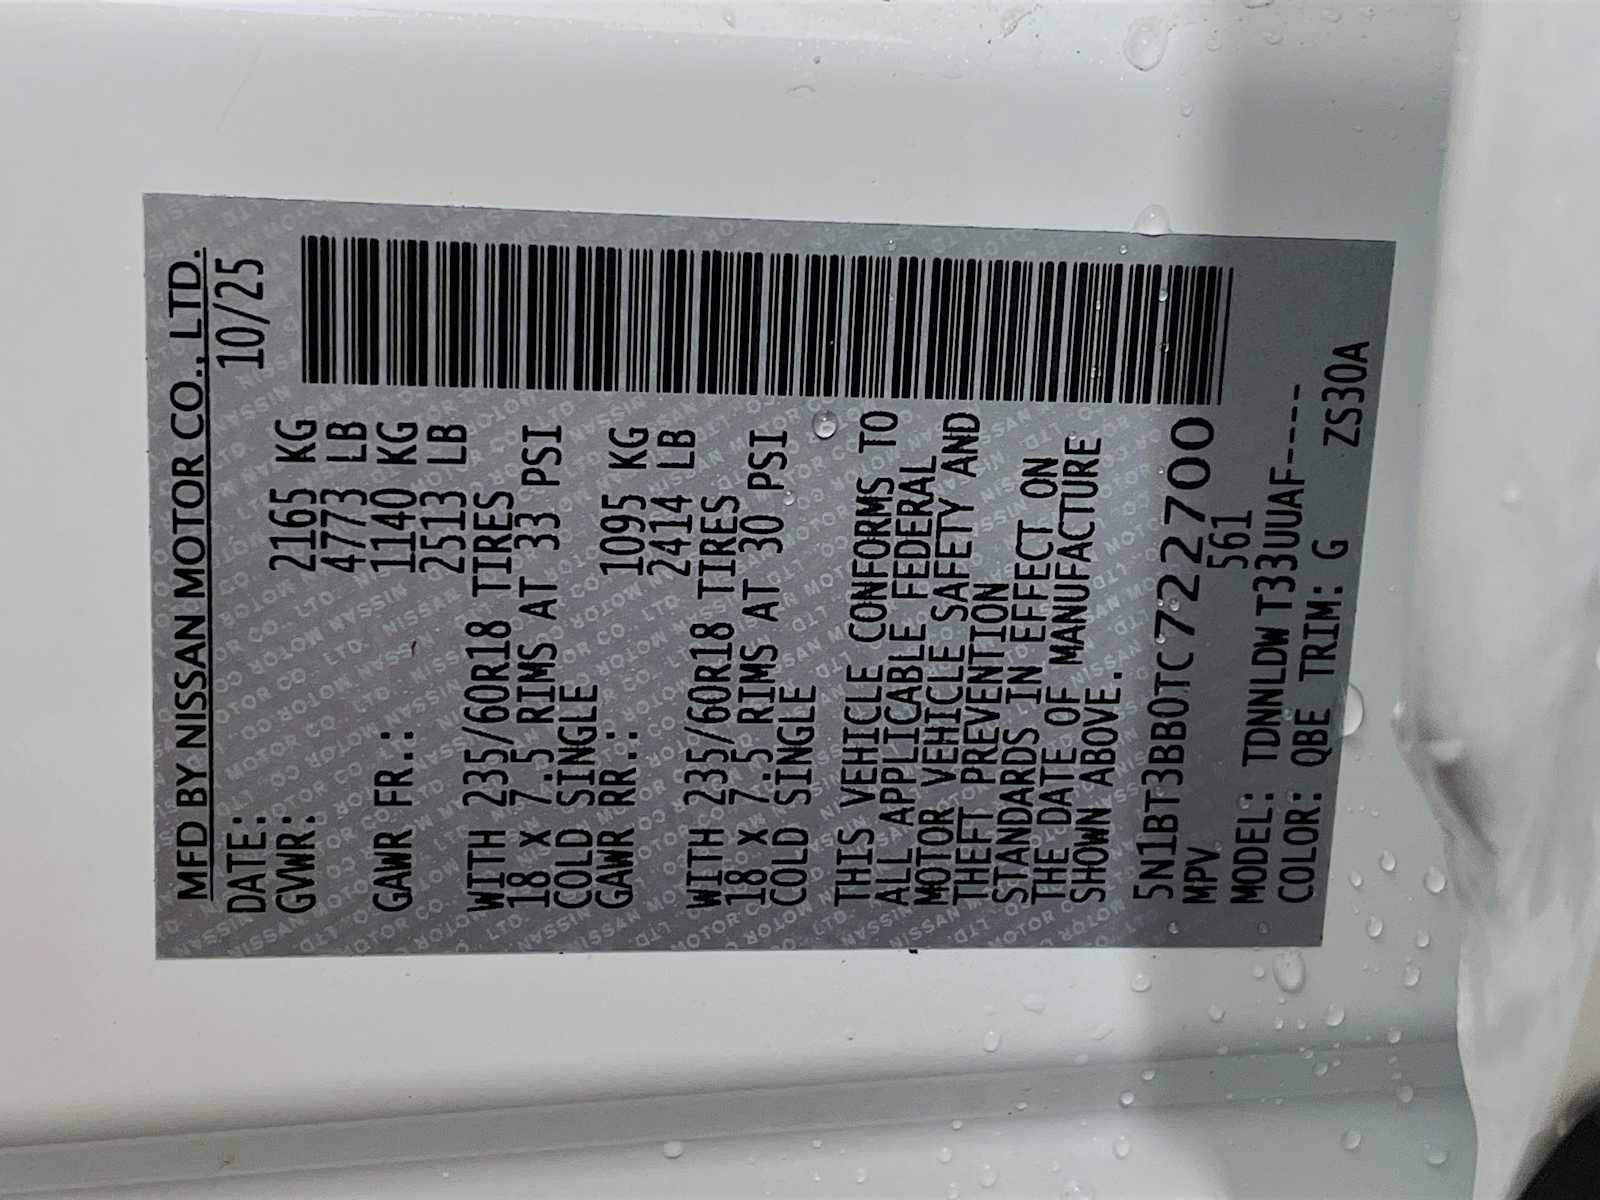 MFD BY NISSAN MOTOR CO., LTD.
DATE: 10/25
GVWR: 2165 KG
4773 LB
GAWR FR.: 1140 KG
2513 LB
WITH 235/60R18 TIRES
18 x 7.5 RIMS AT 33 PSI
COLD SINGLE
GAWR RR.: 1095 KG
2414 LB
WITH 235/60R18 TIRES
18 x 7.5 RIMS AT 30 PSI
COLD SINGLE
THIS VEHICLE CONFORMS TO
ALL APPLICABLE FEDERAL
MOTOR VEHICLE SAFETY AND
THEFT PREVENTION
STANDARDS IN EFFECT ON
THE DATE OF MANUFACTURE
SHOWN ABOVE.
5N1BT3BB0TC722700
MPV 561
MODEL: TDNNLDW T33UUAF----
COLOR: QBE TRIM: G ZS30A